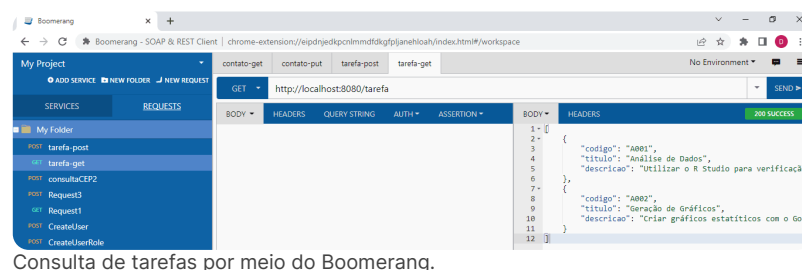 Boomerang
Boomerang - SOAP & REST Client | chrome-extension://eipdnjedkpcnlmmdfdkgfpljanehloah/index.html#/workspace
My Project
contato-get contato-put tarefa-post tarefa-get No Environment
ADD SERVICE NEW FOLDER NEW REQUEST
GET http://localhost:8080/tarefa SEND
SERVICES REQUESTS
BODY HEADERS QUERY STRING AUTH ASSERTION BODY HEADERS 200 SUCCESS
My Folder
POST tarefa-post
GET tarefa-get
POST consultaCEP2
POST Request3
GET Request1
POST CreateUser
POST CreateUserRole
1 [
2 {
3 "codigo": "A001",
4 "titulo": "Análise de Dados",
5 "descricao": "Utilizar o R Studio para verificaçã
6 },
7 {
8 "codigo": "A002",
9 "titulo": "Geração de Gráficos",
10 "descricao": "Criar gráficos estatíticos com o Go
11 }
12 ]
Consulta de tarefas por meio do Boomerang.